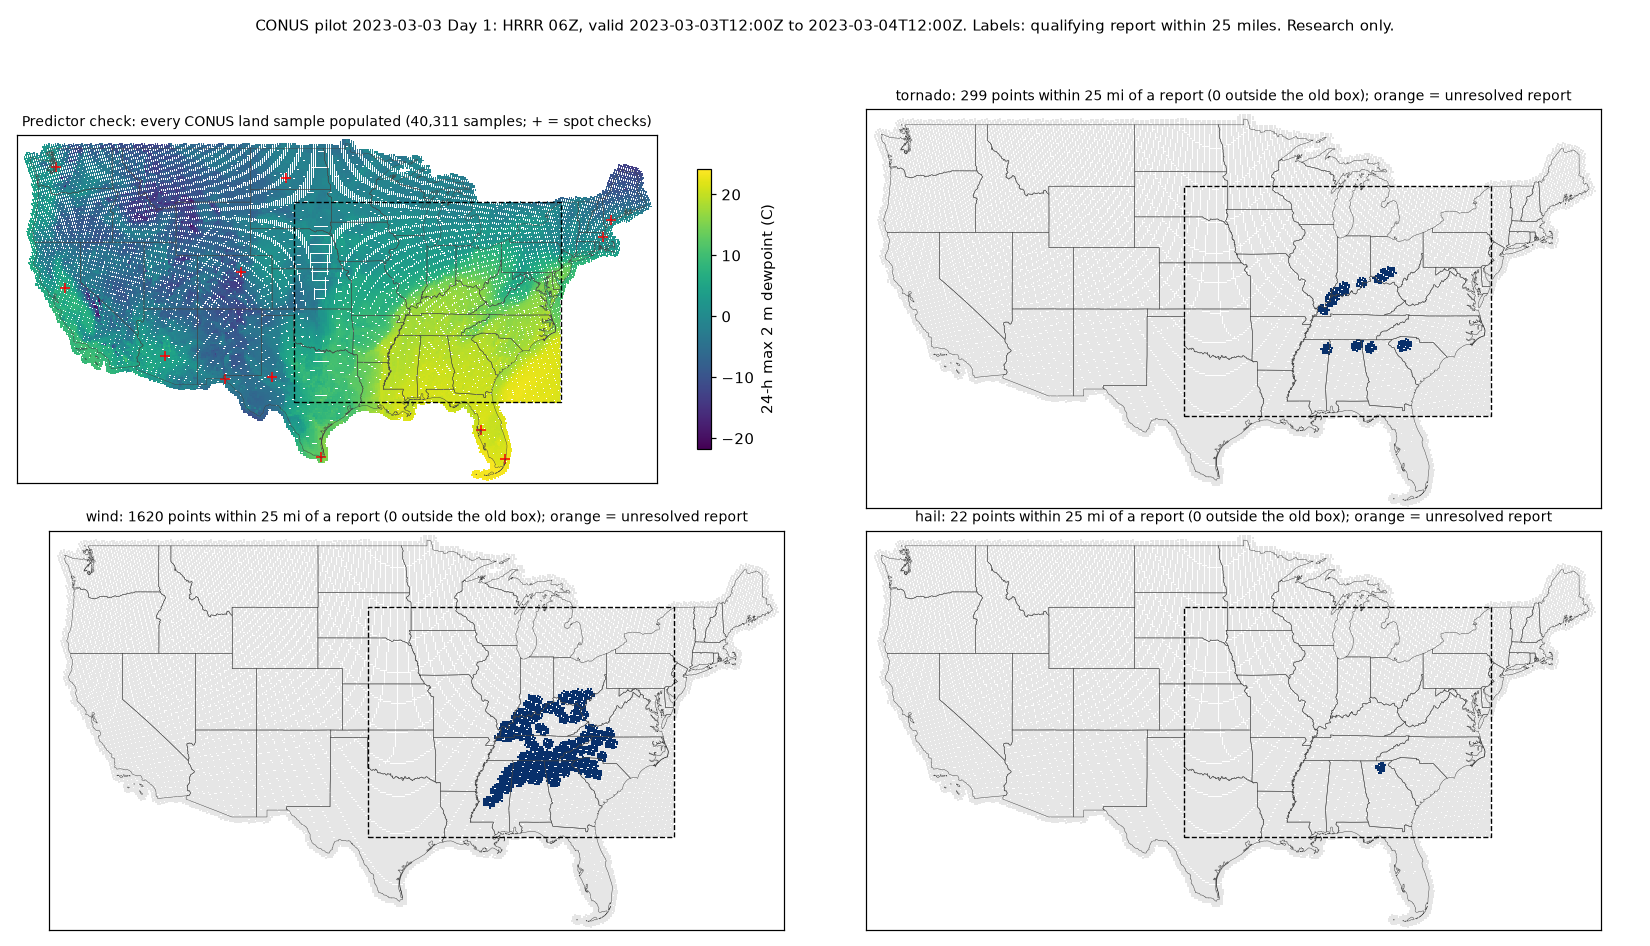 CONUS pilot 2023-03-03 Day 1: HRRR 06Z, valid 2023-03-03T12:00Z to 2023-03-04T12:00Z. Labels: qualifying report within 25 miles. Research only.
Predictor check: every CONUS land sample populated (40,311 samples; + = spot checks)
20
10
0
−10
−20
24-h max 2 m dewpoint (C)
tornado: 299 points within 25 mi of a report (0 outside the old box); orange = unresolved report
wind: 1620 points within 25 mi of a report (0 outside the old box); orange = unresolved report
hail: 22 points within 25 mi of a report (0 outside the old box); orange = unresolved report